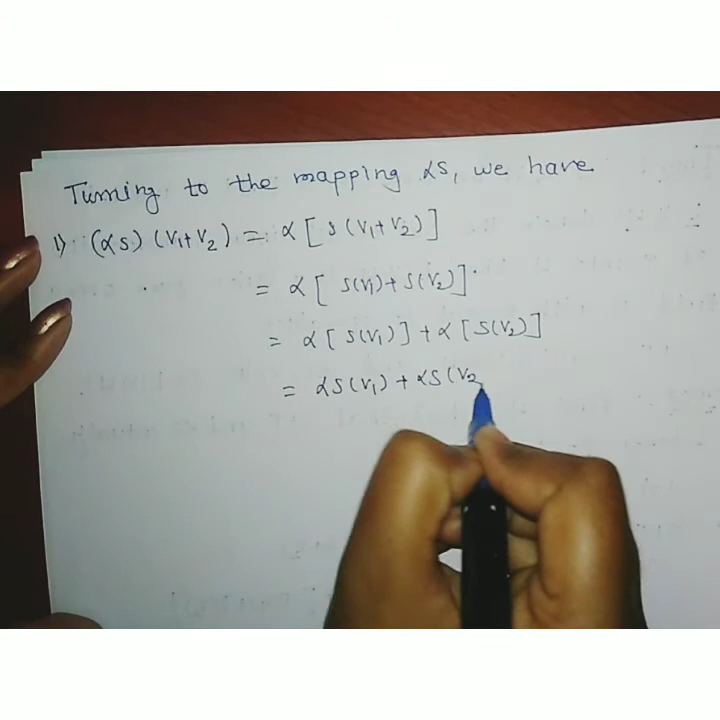 Turning to the mapping αS, we have
1) (αS) (V₁+V₂) = α [ S (V₁+V₂)]
= α [ S(V₁)+S(V₂)]
= α [S(V₁)] + α [S(V₂)]
= αS(V₁) + αS(V₂